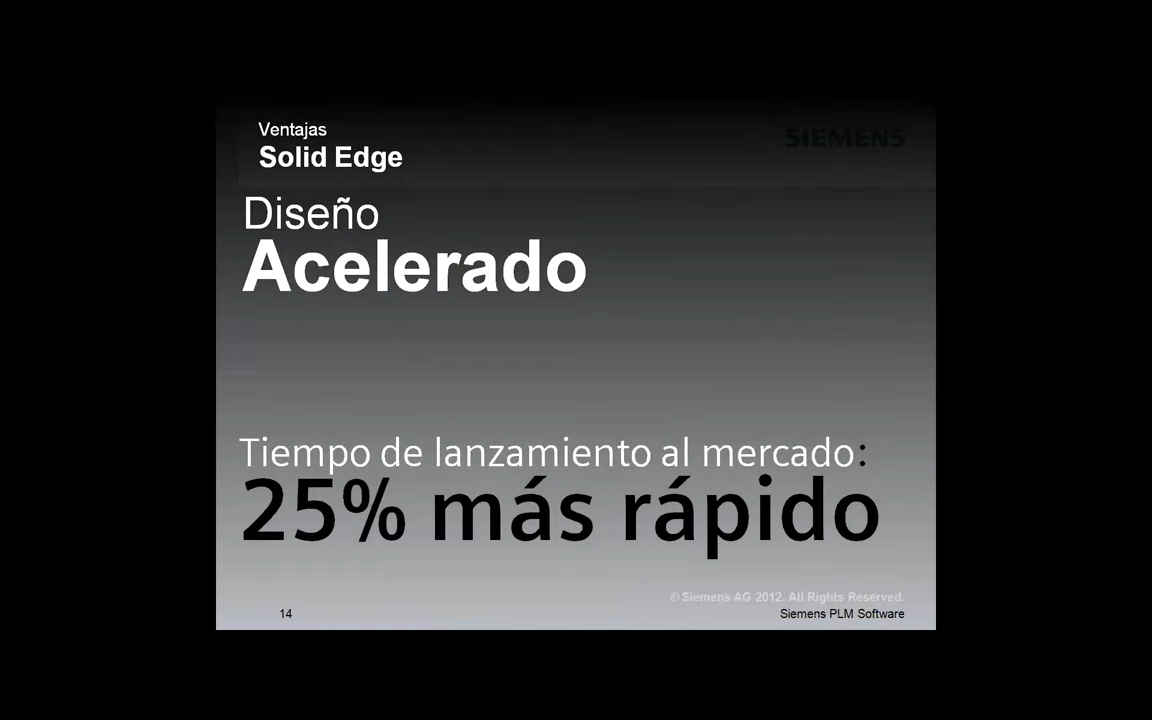 Ventajas
Solid Edge
SIEMENS
Diseño
Acelerado
Tiempo de lanzamiento al mercado:
25% más rápido
© Siemens AG 2012. All Rights Reserved.
14
Siemens PLM Software